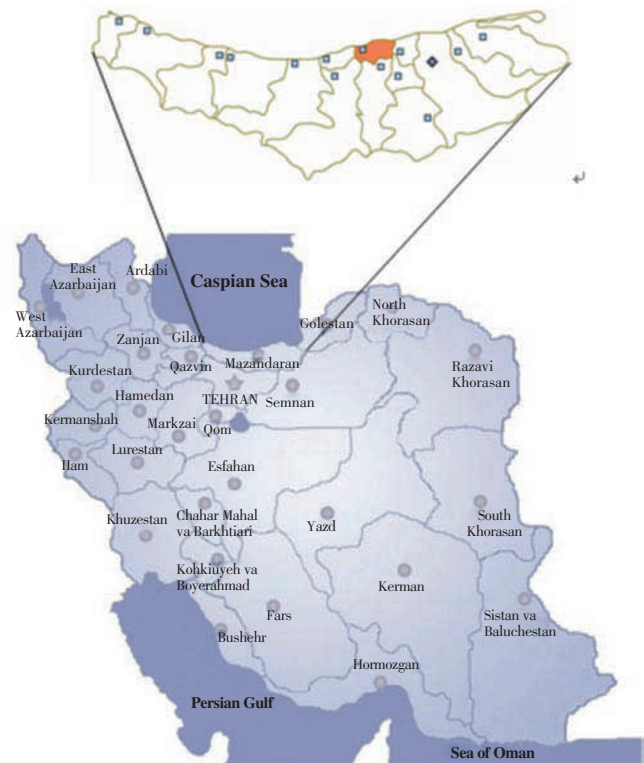 Caspian Sea
East
Azarbaijan
Ardabi
West
Azarbaijan
Golestan
North
Khorasan
Zanjan
Gilan
Qazvin
Mazandaran
Razavi
Khorasan
Kurdestan
Hamedan
TEHRAN
Semnan
Kermanshah
Markzai
Qom
Ilam
Lurestan
Esfahan
Khuzestan
Chahar Mahal
va Barkhtiari
Yazd
South
Khorasan
Kohkiuyeh va
Boyerahmad
Kerman
Fars
Sistan va
Baluchestan
Bushehr
Hormozgan
Persian Gulf
Sea of Oman